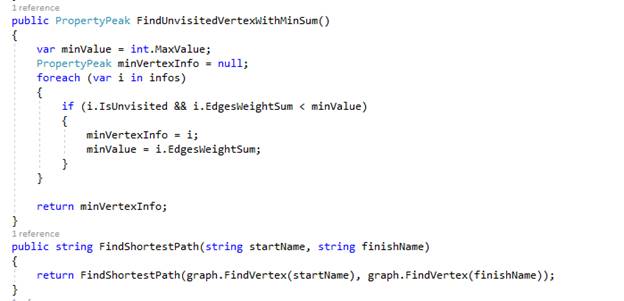 1 reference
public PropertyPeak FindUnvisitedVertexWithMinSum()
{
var minValue = int.MaxValue;
PropertyPeak minVertexInfo = null;
foreach (var i in infos)
{
if (i.IsUnvisited && i.EdgesWeightSum < minValue)
{
minVertexInfo = i;
minValue = i.EdgesWeightSum;
}
}
return minVertexInfo;
}
1 reference
public string FindShortestPath(string startName, string finishName)
{
return FindShortestPath(graph.FindVertex(startName), graph.FindVertex(finishName));
}